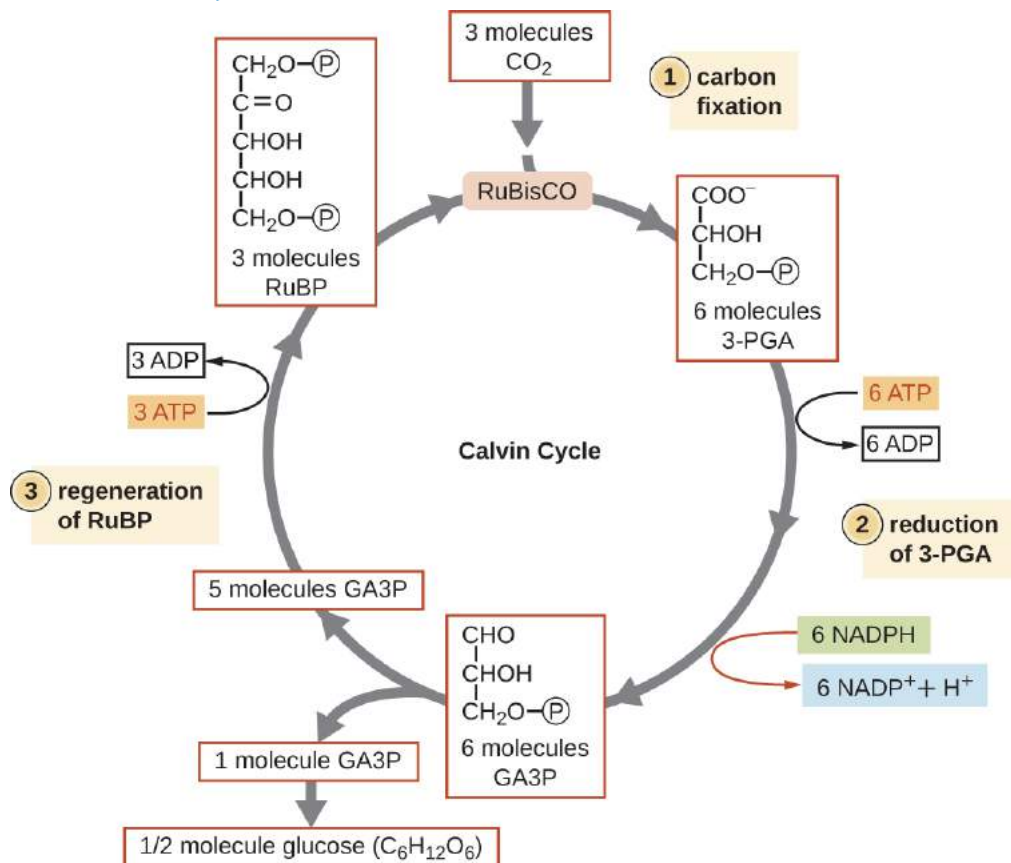 3 molecules
CO₂
1 carbon
fixation
RuBisCO
CH₂O–Ⓟ
C=O
CHOH
CHOH
CH₂O–Ⓟ
3 molecules
RuBP
COO⁻
CHOH
CH₂O–Ⓟ
6 molecules
3-PGA
3 ADP
3 ATP
6 ATP
6 ADP
Calvin Cycle
3 regeneration
of RuBP
2 reduction
of 3-PGA
5 molecules GA3P
6 NADPH
6 NADP⁺ + H⁺
CHO
CHOH
CH₂O–Ⓟ
6 molecules
GA3P
1 molecule GA3P
1/2 molecule glucose (C₆H₁₂O₆)